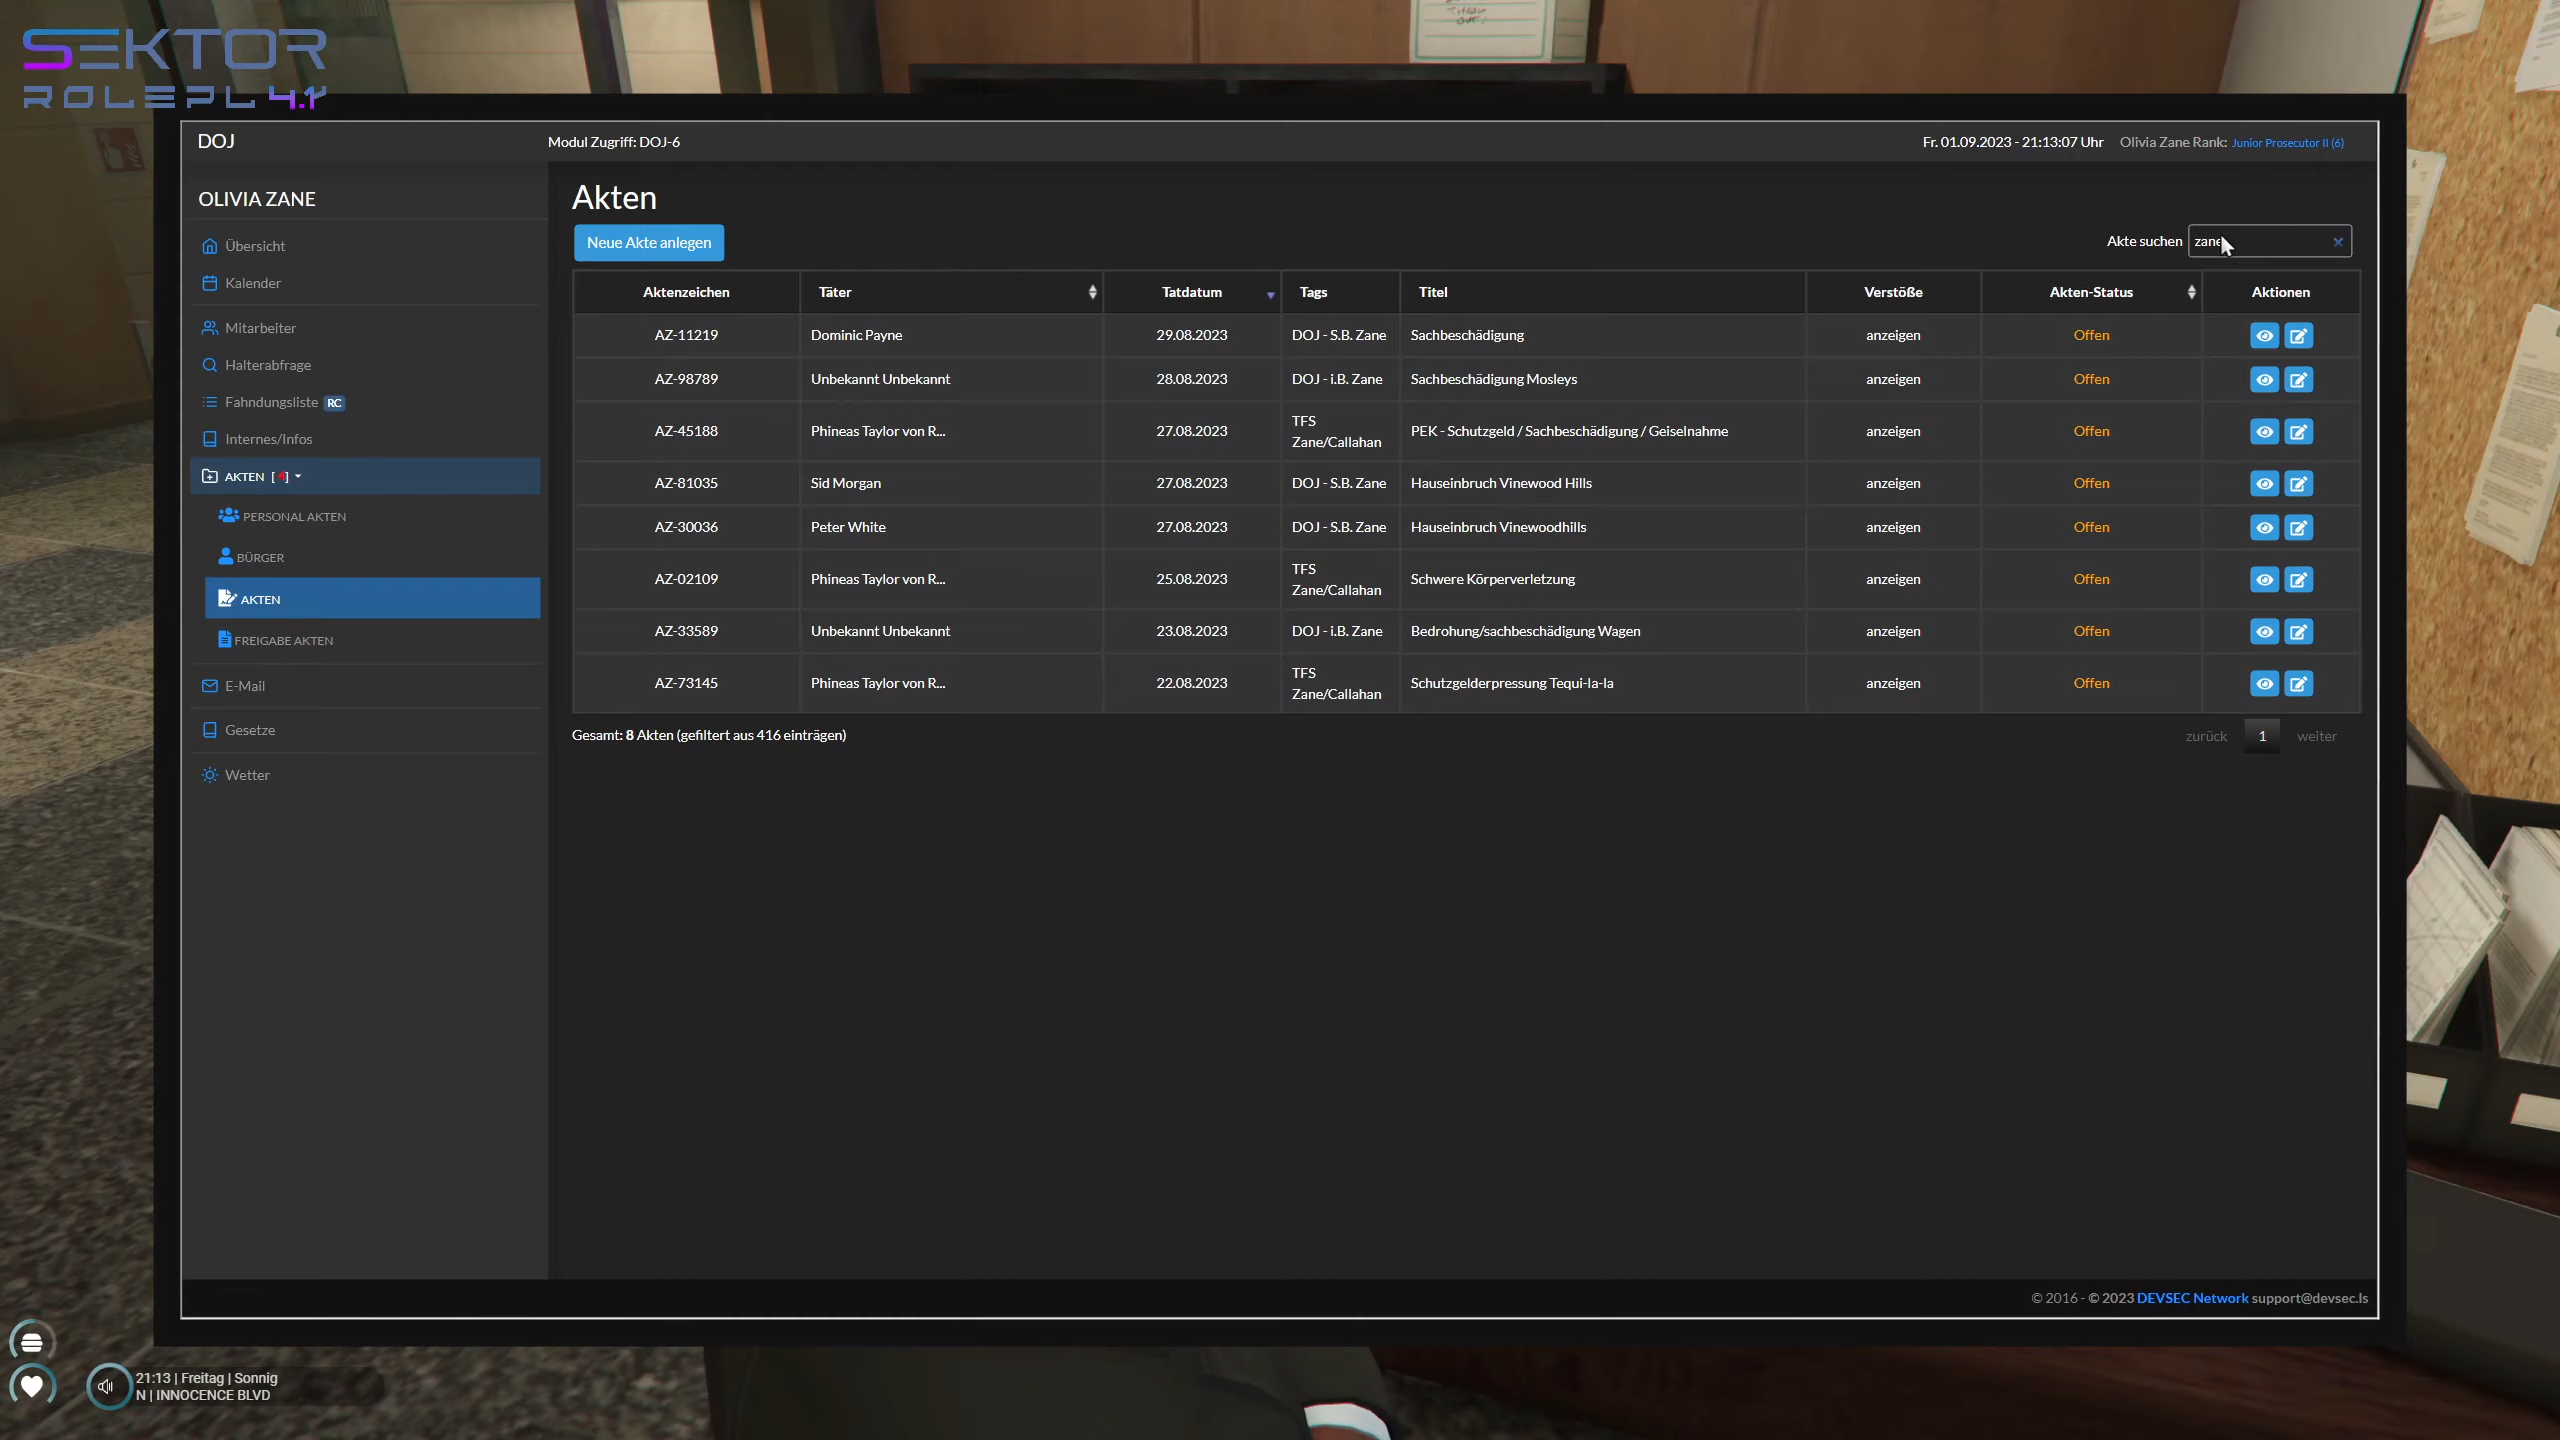 SEKTOR
ROLEPL4.Y
DOJ
Modul Zugriff: DOJ-6
Fr. 01.09.2023 - 21:13:07 Uhr
Olivia Zane Rank: Junior Prosecutor II (6)
OLIVIA ZANE
Übersicht
Kalender
Mitarbeiter
Halterabfrage
Fahndungsliste RC
Internes/Infos
AKTEN [4]
PERSONAL AKTEN
BÜRGER
AKTEN
FREIGABE AKTEN
E-Mail
Gesetze
Wetter
Akten
Neue Akte anlegen
Akte suchen zane
Aktenzeichen Täter Tatdatum Tags Titel Verstöße Akten-Status Aktionen
AZ-11219 Dominic Payne 29.08.2023 DOJ - S.B. Zane Sachbeschädigung anzeigen Offen
AZ-98789 Unbekannt Unbekannt 28.08.2023 DOJ - i.B. Zane Sachbeschädigung Mosleys anzeigen Offen
AZ-45188 Phineas Taylor von R... 27.08.2023 TFS Zane/Callahan PEK - Schutzgeld / Sachbeschädigung / Geiselnahme anzeigen Offen
AZ-81035 Sid Morgan 27.08.2023 DOJ - S.B. Zane Hauseinbruch Vinewood Hills anzeigen Offen
AZ-30036 Peter White 27.08.2023 DOJ - S.B. Zane Hauseinbruch Vinewoodhills anzeigen Offen
AZ-02109 Phineas Taylor von R... 25.08.2023 TFS Zane/Callahan Schwere Körperverletzung anzeigen Offen
AZ-33589 Unbekannt Unbekannt 23.08.2023 DOJ - i.B. Zane Bedrohung/sachbeschädigung Wagen anzeigen Offen
AZ-73145 Phineas Taylor von R... 22.08.2023 TFS Zane/Callahan Schutzgelderpressung Tequi-la-la anzeigen Offen
Gesamt: 8 Akten (gefiltert aus 416 einträgen)
zurück 1 weiter
© 2016 - © 2023 DEVSEC Network support@devsec.ls
21:13 | Freitag | Sonnig
N | INNOCENCE BLVD